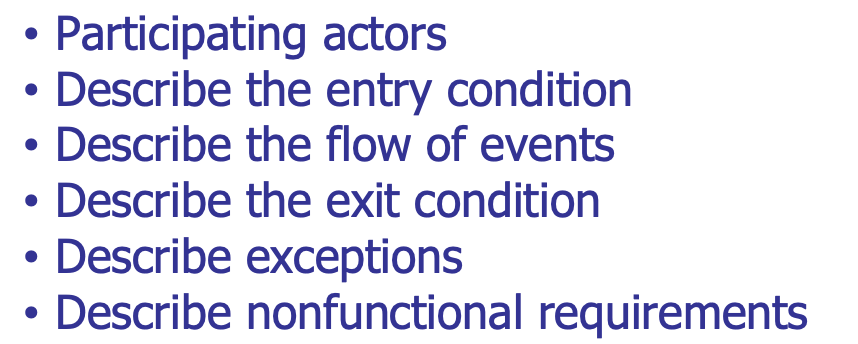 • Participating actors
• Describe the entry condition
• Describe the flow of events
• Describe the exit condition
• Describe exceptions
• Describe nonfunctional requirements